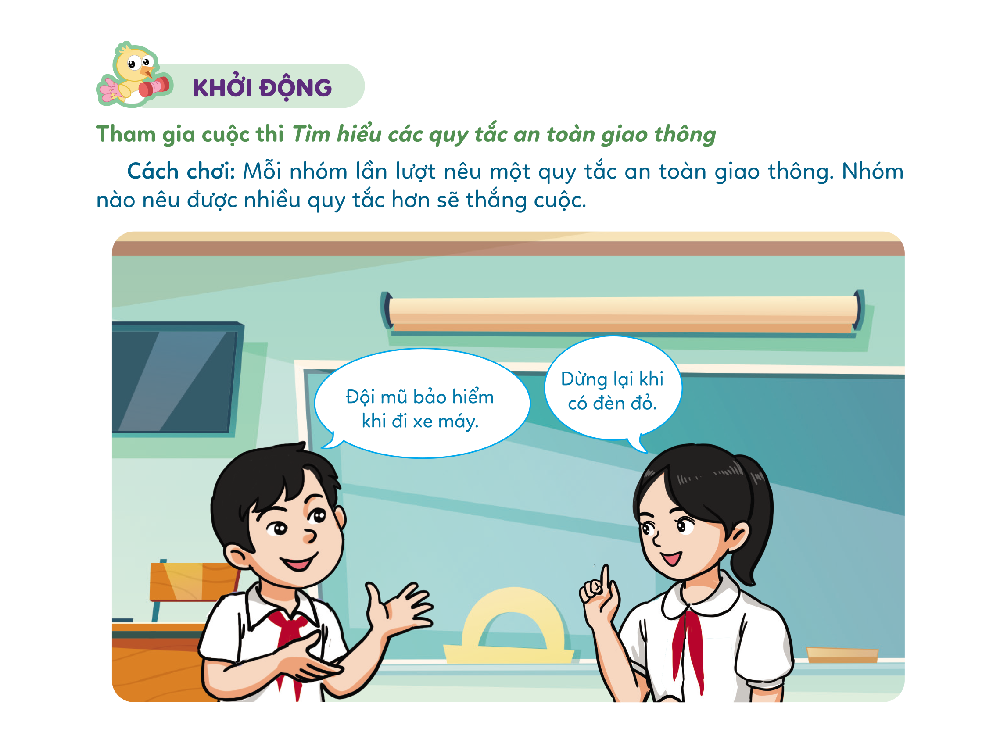 KHỞI ĐỘNG
Tham gia cuộc thi Tìm hiểu các quy tắc an toàn giao thông
Cách chơi: Mỗi nhóm lần lượt nêu một quy tắc an toàn giao thông. Nhóm
nào nêu được nhiều quy tắc hơn sẽ thắng cuộc.
Đội mũ bảo hiểm
khi đi xe máy.
Dừng lại khi
có đèn đỏ.